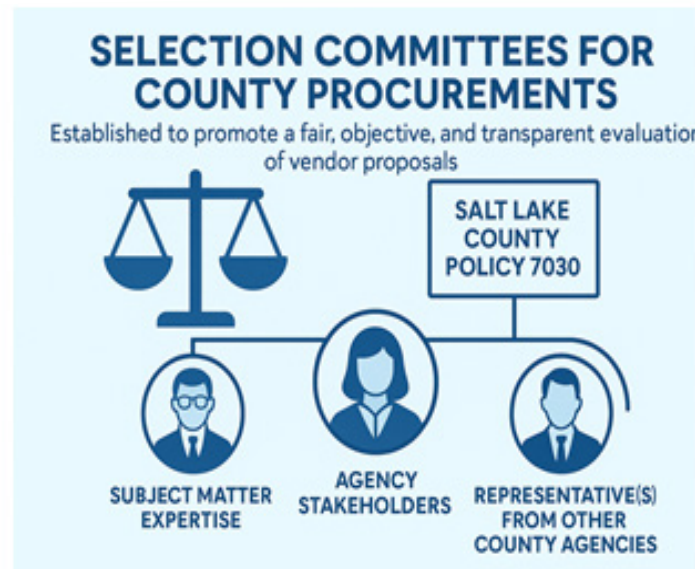 SELECTION COMMITTEES FOR
COUNTY PROCUREMENTS
Established to promote a fair, objective, and transparent evaluation
of vendor proposals
SALT LAKE
COUNTY
POLICY 7030
SUBJECT MATTER
EXPERTISE
AGENCY
STAKEHOLDERS
REPRESENTATIVE(S)
FROM OTHER
COUNTY AGENCIES